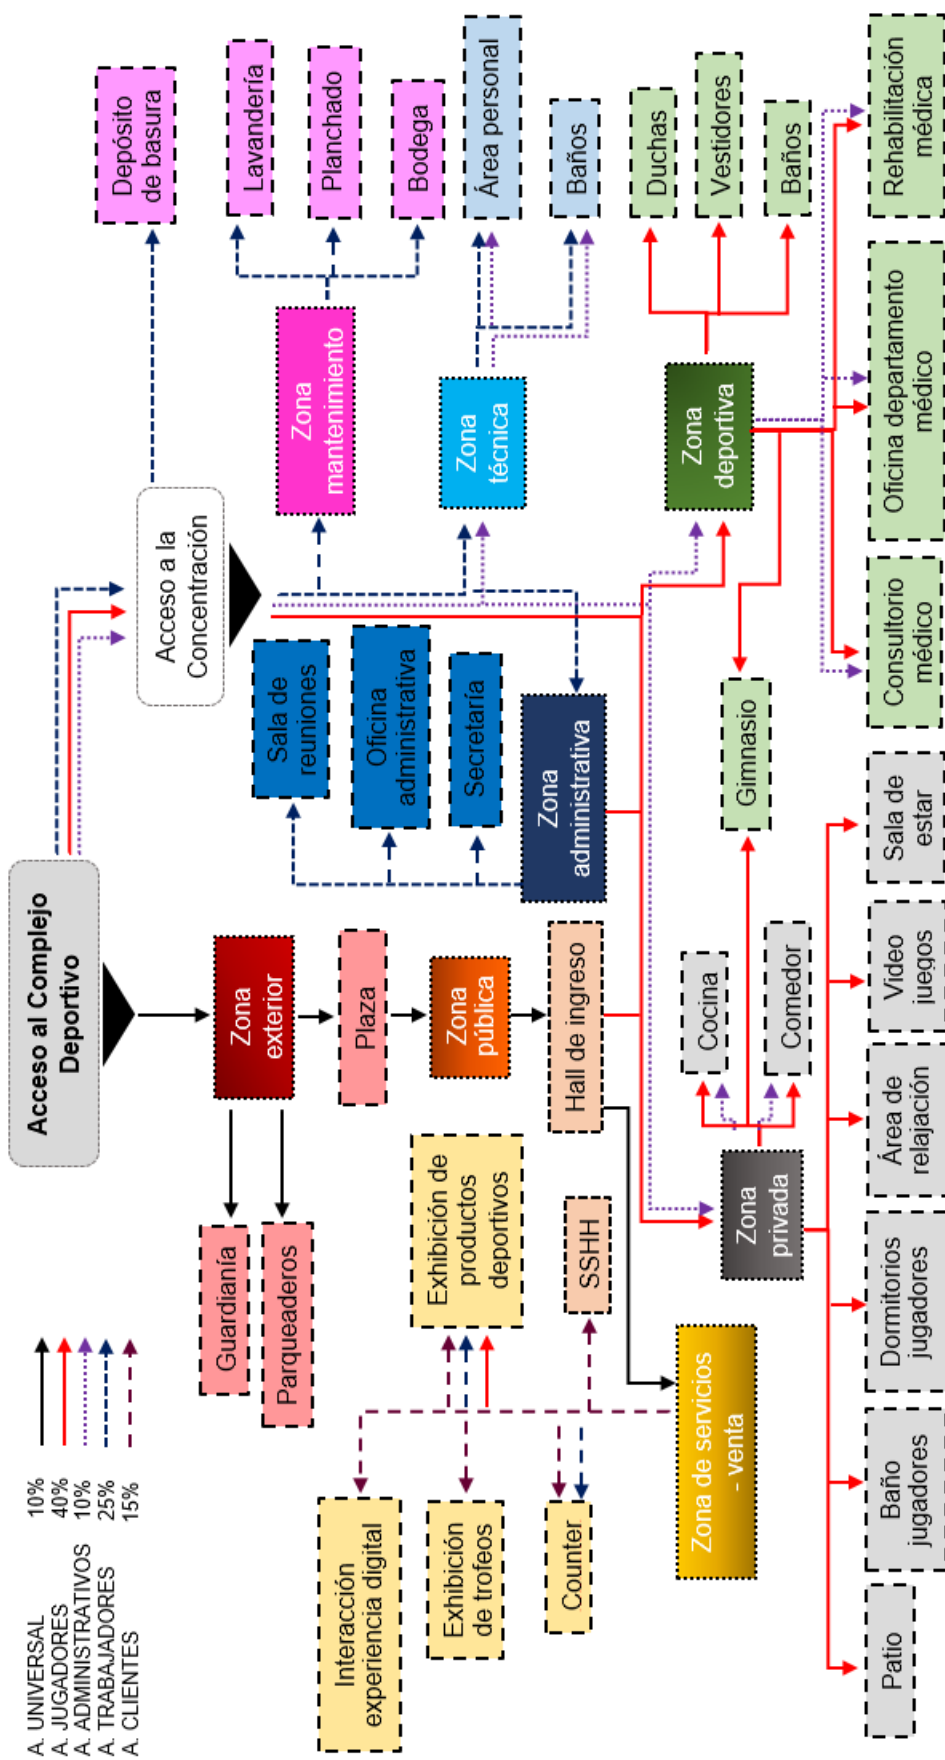 A. UNIVERSAL 10%
A. JUGADORES 40%
A. ADMINISTRATIVOS 10%
A. TRABAJADORES 25%
A. CLIENTES 15%
Acceso al Complejo
Deportivo
Acceso a la
Concentración
Depósito
de basura
Guardianía
Parqueaderos
Zona
exterior
Plaza
Zona
pública
Hall de ingreso
Sala de
reuniones
Oficina
administrativa
Secretaría
Zona
administrativa
Zona
mantenimiento
Lavandería
Planchado
Bodega
Zona
técnica
Área personal
Baños
Interacción
experiencia digital
Exhibición
de trofeos
Counter
Exhibición de
productos
deportivos
SSHH
Zona de servicios
- venta
Zona
privada
Cocina
Comedor
Gimnasio
Zona
deportiva
Duchas
Vestidores
Baños
Patio
Baño
jugadores
Dormitorios
jugadores
Área de
relajación
Video
juegos
Sala de
estar
Consultorio
médico
Oficina departamento
médico
Rehabilitación
médica